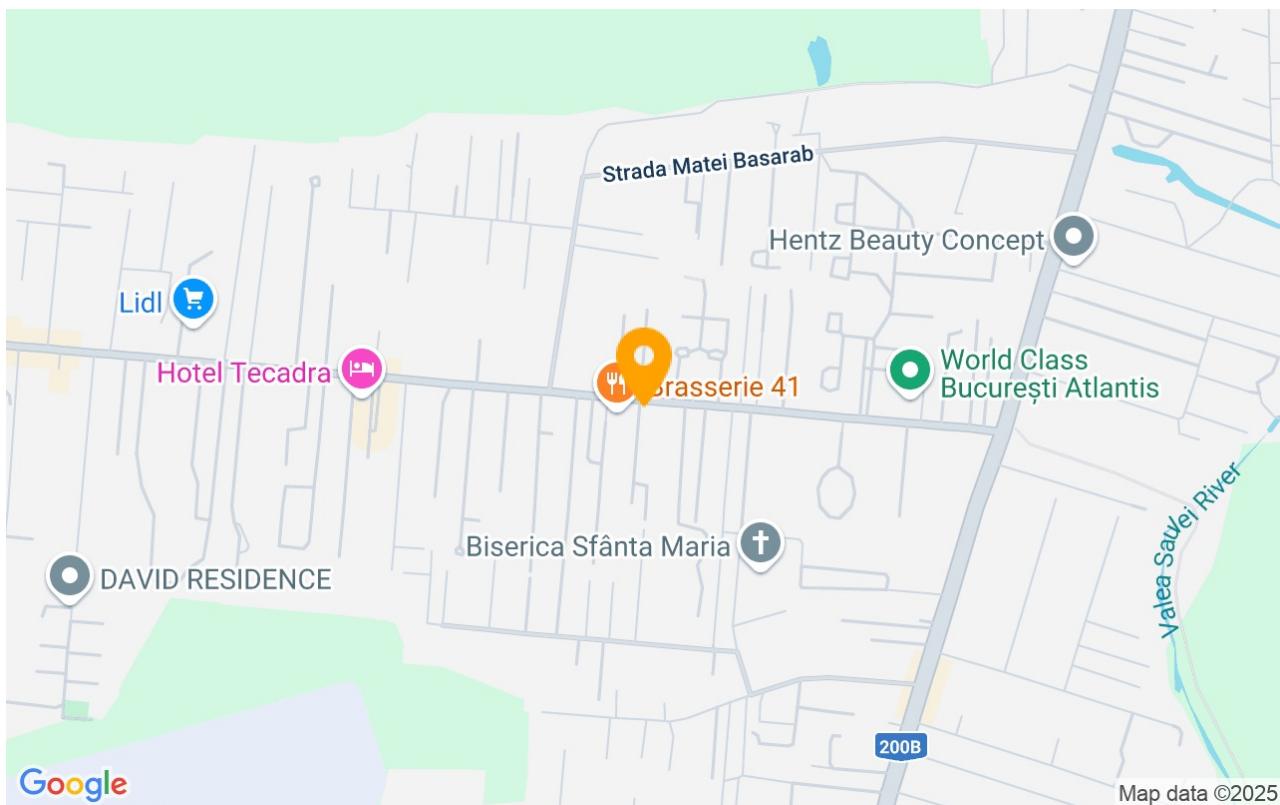 Strada Matei Basarab
Hentz Beauty Concept
Lidl
Hotel Tecadra
Brasserie 41
World Class
București Atlantis
Biserica Sfânta Maria
DAVID RESIDENCE
Valea Saulei River
200B
Google
Map data ©2025